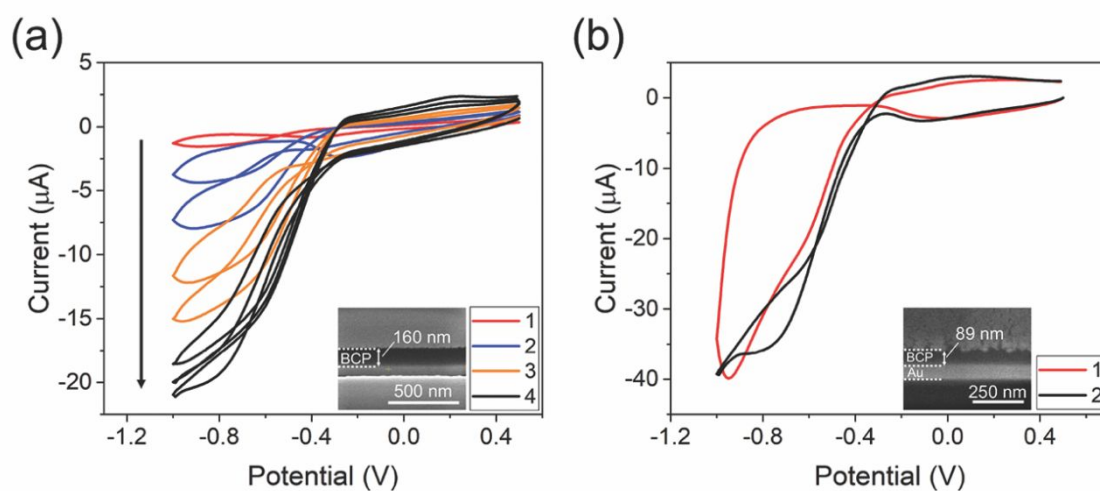 (a)
5
0
-5
-10
-15
-20
Current (μA)
-1.2 -0.8 -0.4 0.0 0.4
Potential (V)
160 nm
BCP
500 nm
1
2
3
4
(b)
0
-10
-20
-30
-40
Current (μA)
-1.2 -0.8 -0.4 0.0 0.4
Potential (V)
89 nm
BCP
Au
250 nm
1
2